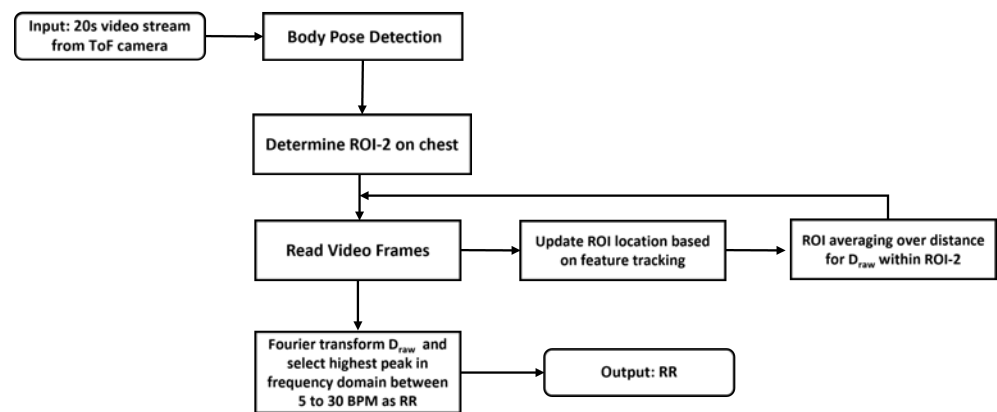 Input: 20s video stream
from ToF camera
Body Pose Detection
Determine ROI-2 on chest
Read Video Frames
Update ROI location based
on feature tracking
ROI averaging over distance
for D_raw within ROI-2
Fourier transform D_raw and
select highest peak in
frequency domain between
5 to 30 BPM as RR
Output: RR